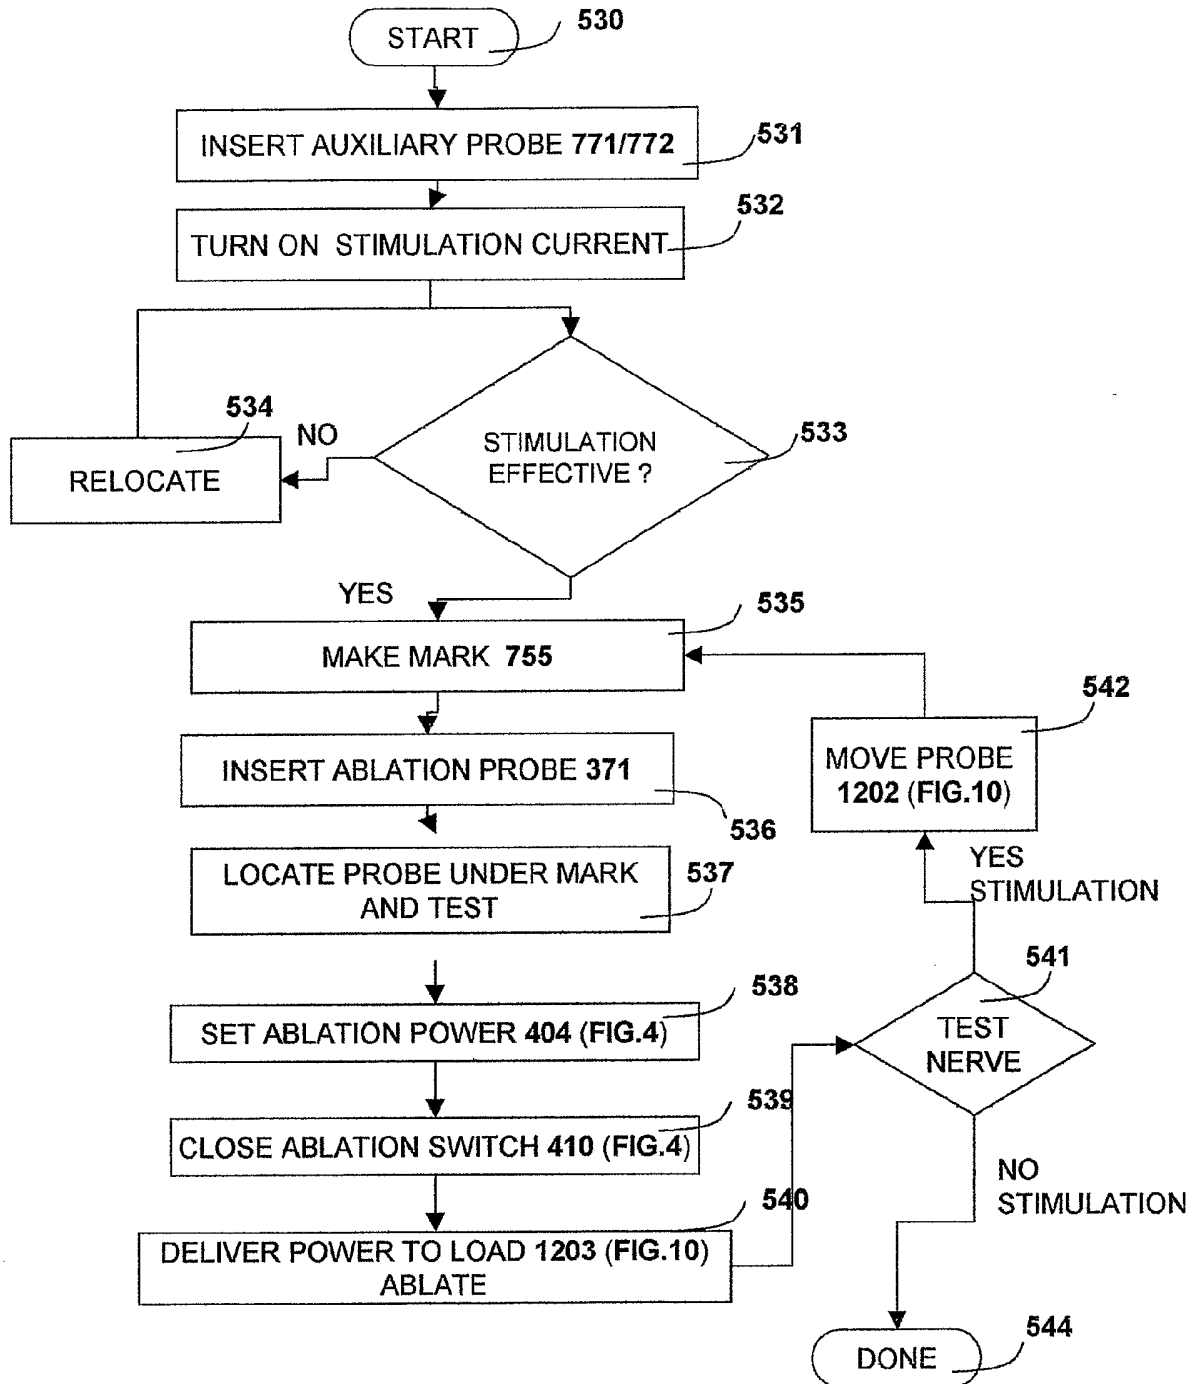 START
530
INSERT AUXILIARY PROBE 771/772
531
TURN ON STIMULATION CURRENT
532
STIMULATION
EFFECTIVE ?
533
NO
534
RELOCATE
YES
MAKE MARK 755
535
INSERT ABLATION PROBE 371
536
LOCATE PROBE UNDER MARK
AND TEST
537
SET ABLATION POWER 404 (FIG.4)
538
CLOSE ABLATION SWITCH 410 (FIG.4)
539
DELIVER POWER TO LOAD 1203 (FIG.10)
ABLATE
540
TEST
NERVE
541
YES
STIMULATION
MOVE PROBE
1202 (FIG.10)
542
NO
STIMULATION
DONE
544